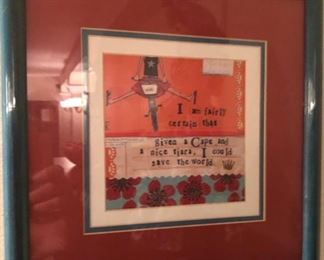 I am fairly
certain that
given a Cape and
a nice tiara, I could
save the world